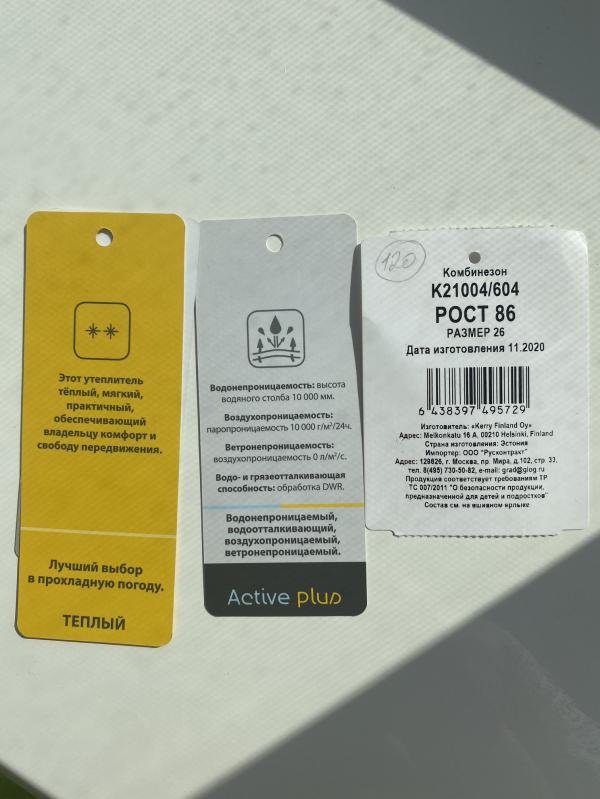 Этот утеплитель
тёплый, мягкий,
практичный,
обеспечивающий
владельцу комфорт и
свободу передвижения.
Лучший выбор
в прохладную погоду.
ТЕПЛЫЙ
Водонепроницаемость: высота
водяного столба 10 000 мм.
Воздухопроницаемость:
паропроницаемость 10 000 г/м²/24ч.
Ветронепроницаемость:
воздухопроницаемость 0 л/м²/с.
Водо- и грязеотталкивающая
способность: обработка DWR.
Водонепроницаемый,
водоотталкивающий,
воздухопроницаемый,
ветронепроницаемый.
Active plus
120
Комбинезон
K21004/604
РОСТ 86
РАЗМЕР 26
Дата изготовления 11.2020
6 438397 495729
Изготовитель: «Kerry Finland Oy»
Адрес: Melkonkatu 16 A, 00210 Helsinki, Finland
Страна изготовления: Эстония
Импортер: ООО "Русконтракт"
Адрес: 129626, г. Москва, пр. Мира, д.102, стр. 33,
тел. 8(495) 730-50-82, e-mail: grad@glog.ru
Продукция соответствует требованиям ТР
ТС 007/2011 "О безопасности продукции,
предназначенной для детей и подростков"
Состав см. на вшивном ярлыке